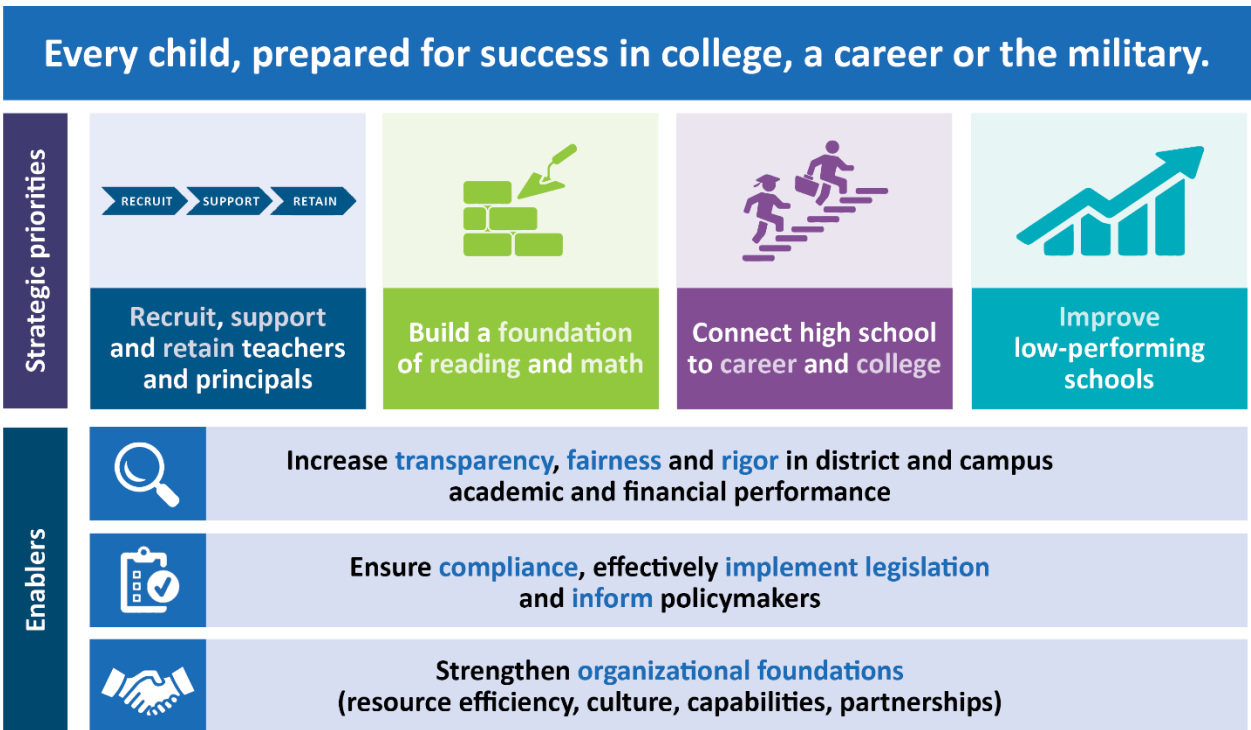 Every child, prepared for success in college, a career or the military.
Strategic priorities
RECRUIT SUPPORT RETAIN
Recruit, support
and retain teachers
and principals
Build a foundation
of reading and math
Connect high school
to career and college
Improve
low-performing
schools
Enablers
Increase transparency, fairness and rigor in district and campus
academic and financial performance
Ensure compliance, effectively implement legislation
and inform policymakers
Strengthen organizational foundations
(resource efficiency, culture, capabilities, partnerships)